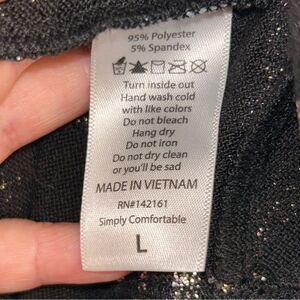 95% Polyester
5% Spandex
Turn inside out
Hand wash cold
with like colors
Do not bleach
Hang dry
Do not iron
Do not dry clean
or you'll be sad
MADE IN VIETNAM
RN#142161
Simply Comfortable
L